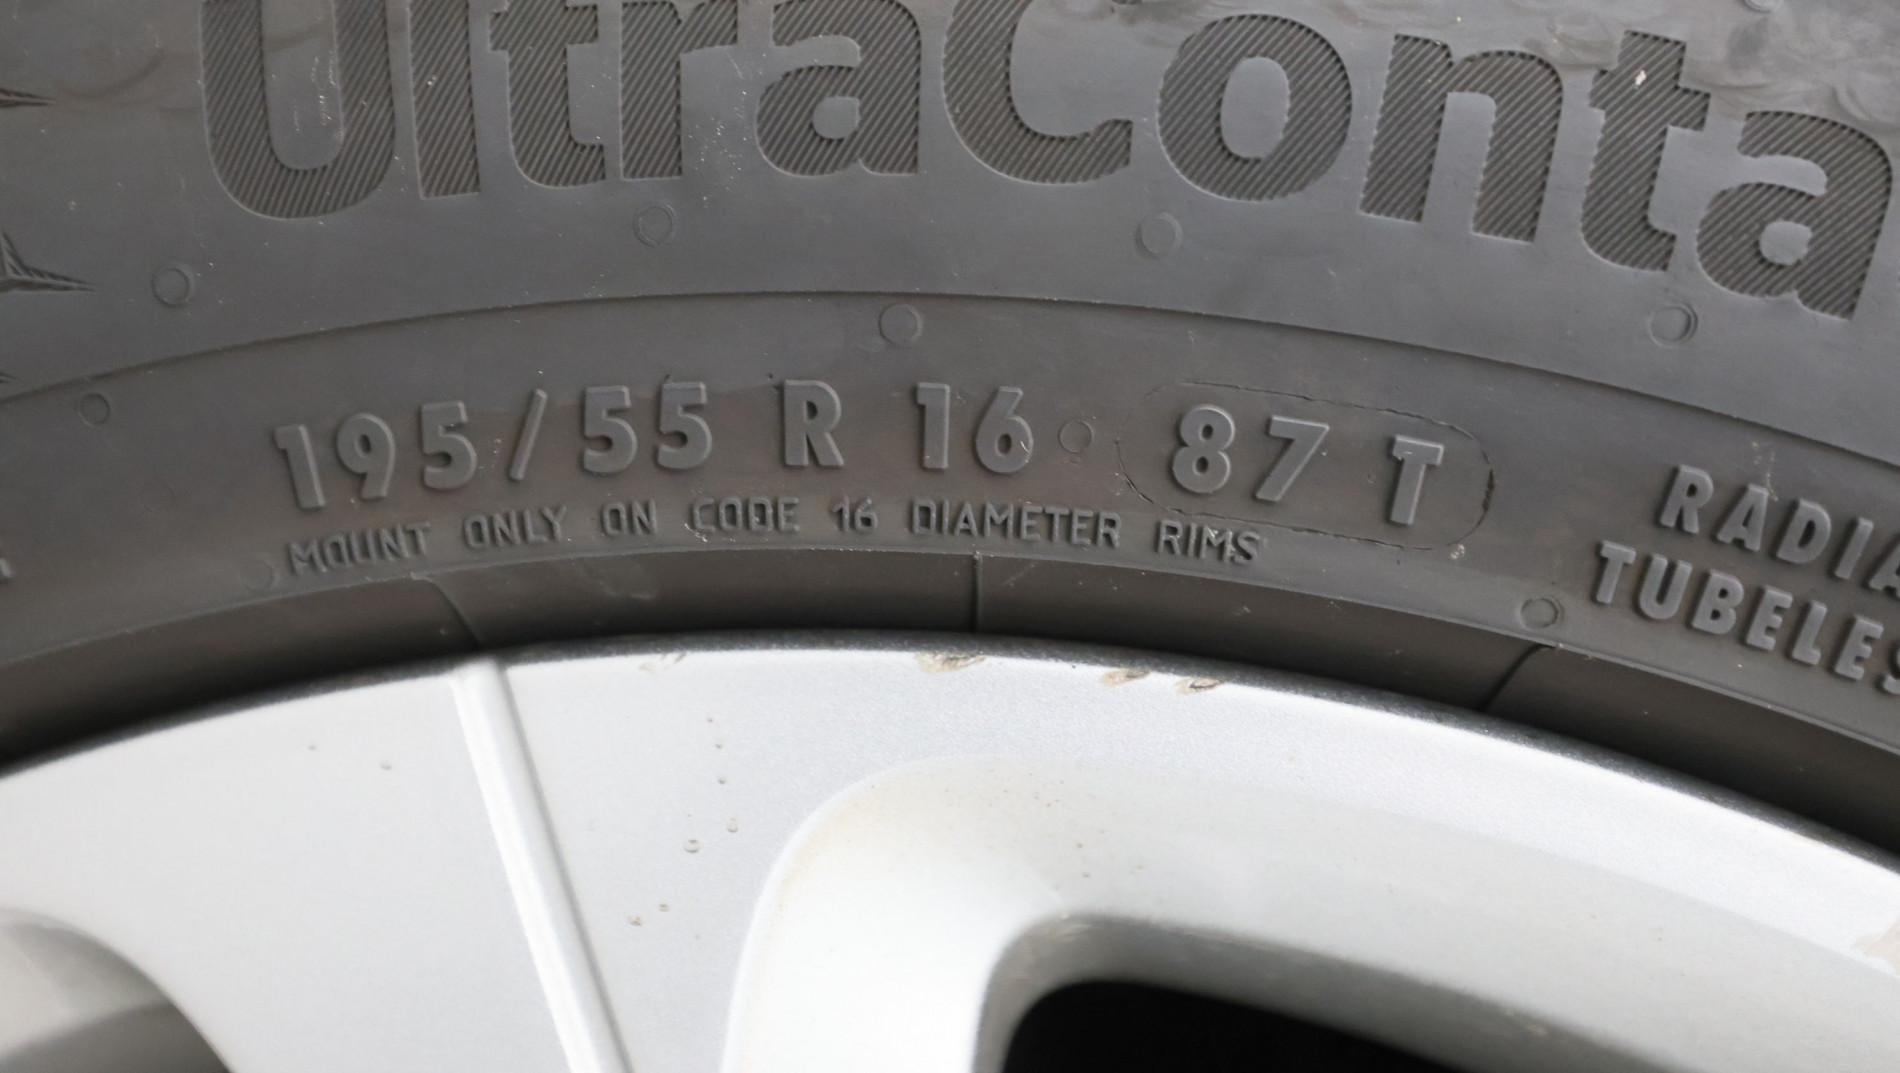 UltraConta
195/55 R 16 87 T
MOUNT ONLY ON CODE 16 DIAMETER RIMS
RADIA
TUBELES